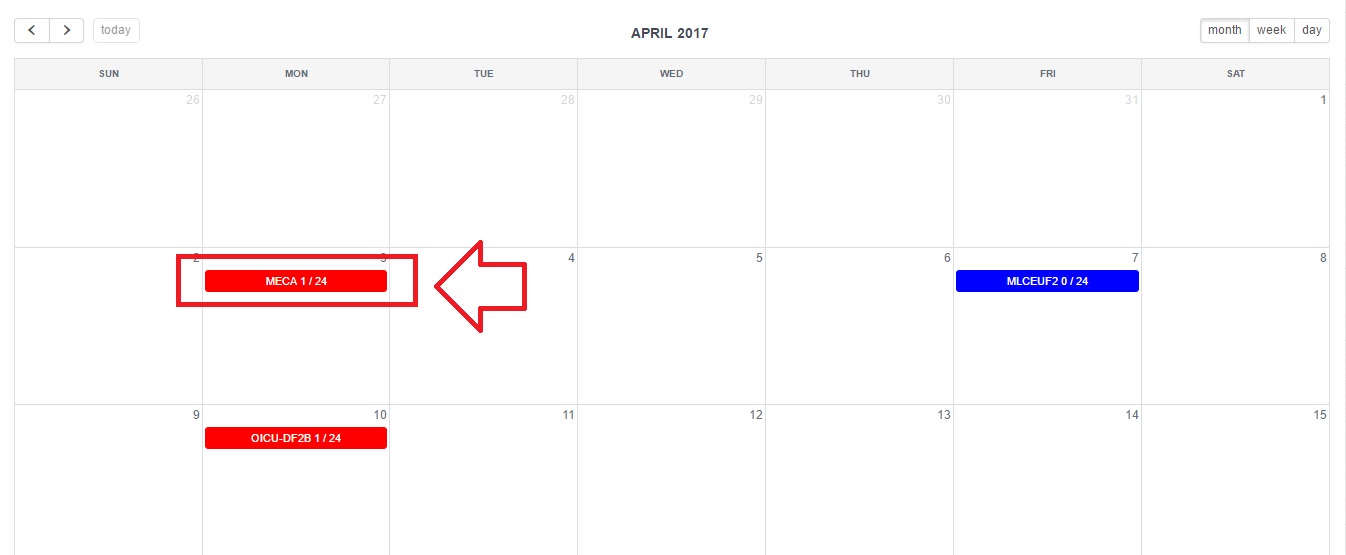 today
APRIL 2017
month week day
SUN MON TUE WED THU FRI SAT
26 27 28 29 30 31 1
2 3 4 5 6 7 8
MECA 1 / 24
MLCEUF2 0 / 24
9 10 11 12 13 14 15
OICU-DF2B 1 / 24